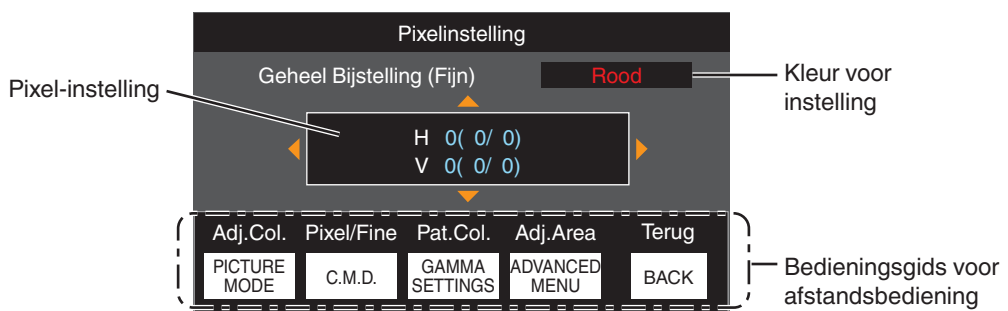 Pixelinstelling
Geheel Bijstelling (Fijn) Rood
Kleur voor
instelling
Pixel-instelling
H 0( 0/ 0)
V 0( 0/ 0)
Adj.Col. Pixel/Fine Pat.Col. Adj.Area Terug
PICTURE
MODE
C.M.D.
GAMMA
SETTINGS
ADVANCED
MENU
BACK
Bedieningsgids voor
afstandsbediening